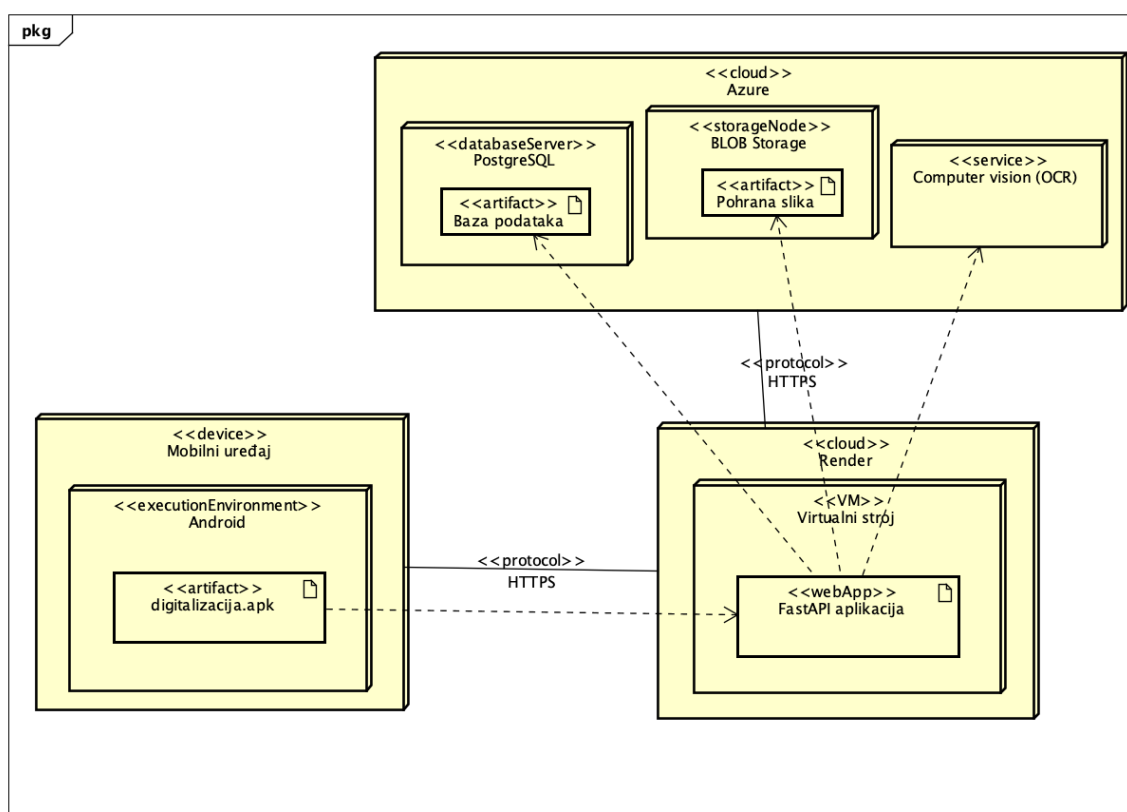 pkg
<<cloud>>
Azure
<<databaseServer>>
PostgreSQL
<<artifact>>
Baza podataka
<<storageNode>>
BLOB Storage
<<artifact>>
Pohrana slika
<<service>>
Computer vision (OCR)
<<protocol>>
HTTPS
<<device>>
Mobilni uređaj
<<executionEnvironment>>
Android
<<artifact>>
digitalizacija.apk
<<protocol>>
HTTPS
<<cloud>>
Render
<<VM>>
Virtualni stroj
<<webApp>>
FastAPI aplikacija